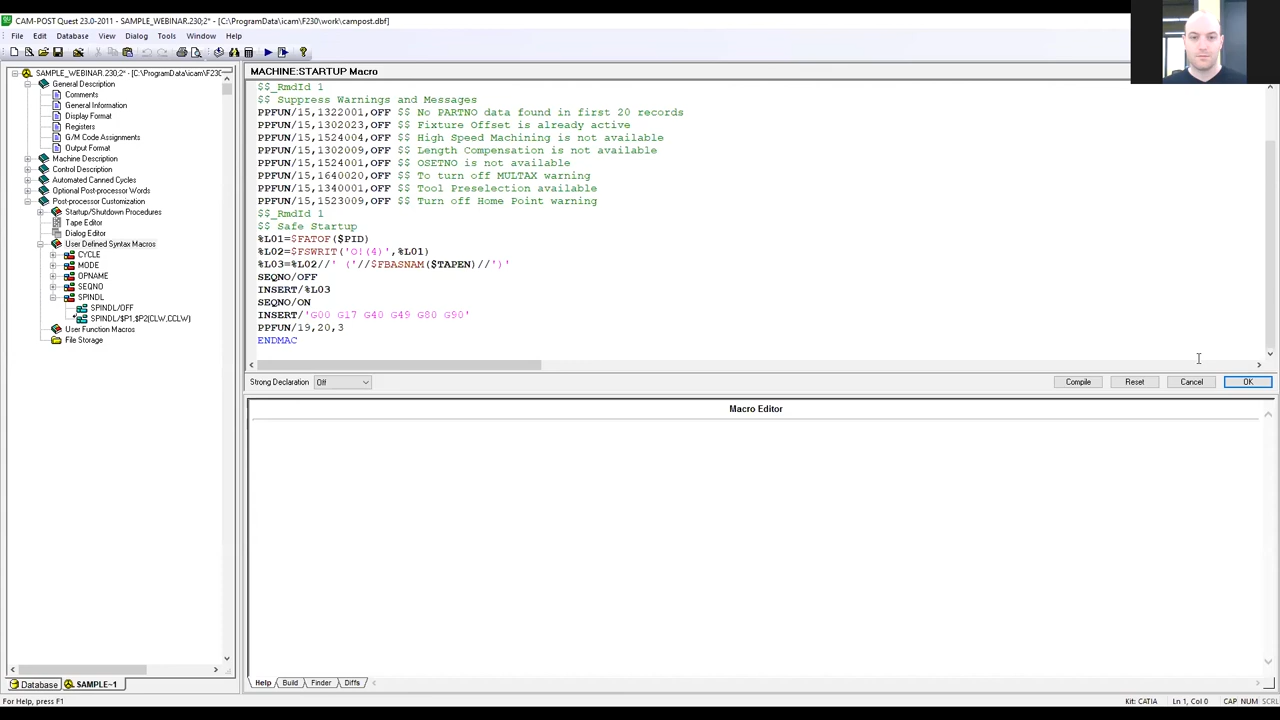 CAM-POST Quest 23.0-2011 - SAMPLE_WEBINAR.230;2* - [C:\ProgramData\icam\F230\work\campost.dbf]
File Edit Database View Dialog Tools Window Help
SAMPLE_WEBINAR.230;2* - [C:\ProgramData\icam\F230
General Description
Comments
General Information
Display Format
Registers
G/M Code Assignments
Output Format
Machine Description
Control Description
Automated Canned Cycles
Optional Post-processor Words
Post-processor Customization
Startup/Shutdown Procedures
Tape Editor
Dialog Editor
User Defined Syntax Macros
CYCLE
MODE
OPNAME
SEQNO
SPINDL
SPINDL/OFF
SPINDL/$P1,$P2(CLW,CCLW)
User Function Macros
File Storage
Database SAMPLE~1
MACHINE:STARTUP Macro
$$_RmdId 1
$$ Suppress Warnings and Messages
PPFUN/15,1322001,OFF $$ No PARTNO data found in first 20 records
PPFUN/15,1302023,OFF $$ Fixture Offset is already active
PPFUN/15,1524004,OFF $$ High Speed Machining is not available
PPFUN/15,1302009,OFF $$ Length Compensation is not available
PPFUN/15,1524001,OFF $$ OSETNO is not available
PPFUN/15,1640020,OFF $$ To turn off MULTAX warning
PPFUN/15,1340001,OFF $$ Tool Preselection available
PPFUN/15,1523009,OFF $$ Turn off Home Point warning
$$_RmdId 1
$$ Safe Startup
%L01=$FATOF($PID)
%L02=$FSWRIT('O!(4)',%L01)
%L03=%L02//' ('//$FBASNAM($TAPEN)//')'
SEQNO/OFF
INSERT/%L03
SEQNO/ON
INSERT/'G00 G17 G40 G49 G80 G90'
PPFUN/19,20,3
ENDMAC
Strong Declaration Off Compile Reset Cancel OK
Macro Editor
Help Build Finder Diffs
For Help, press F1 Kit: CATIA Ln 1, Col 0 CAP NUM SCRL